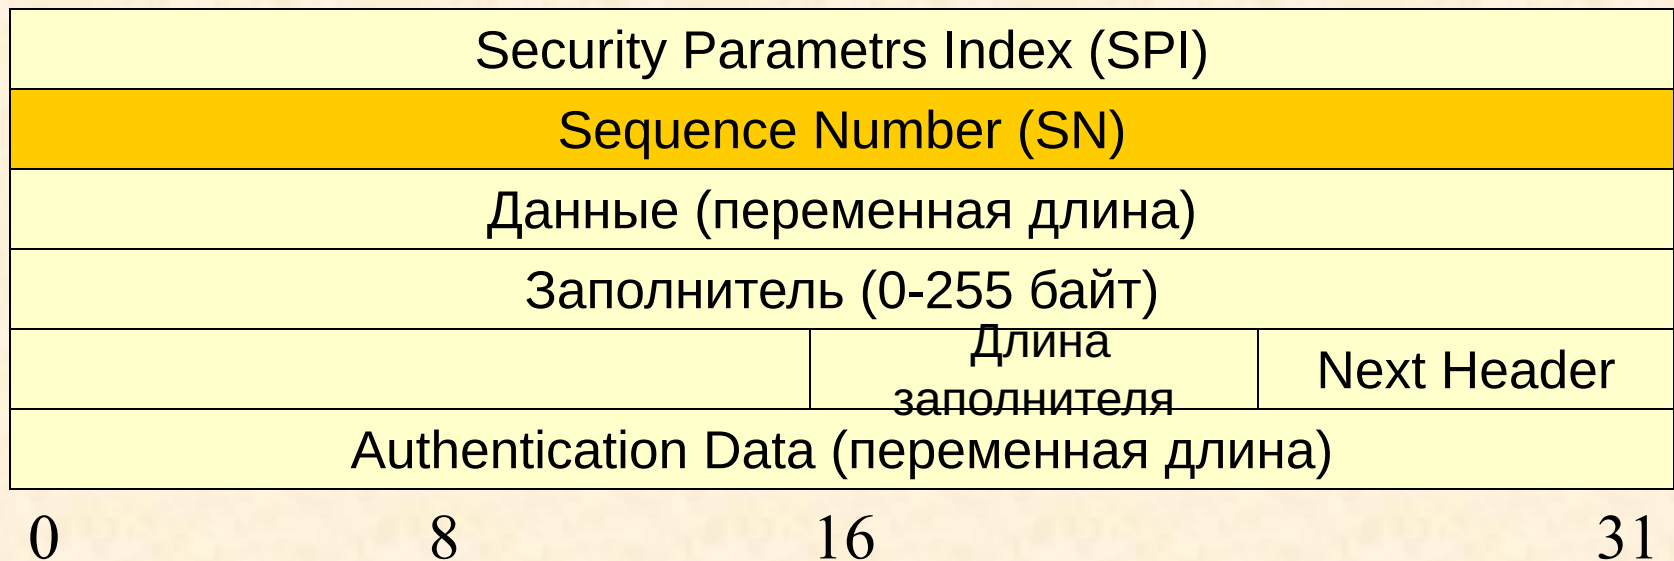 Security Parametrs Index (SPI)
Sequence Number (SN)
Данные (переменная длина)
Заполнитель (0-255 байт)
Длина
заполнителя
Next Header
Authentication Data (переменная длина)
0 8 16 31